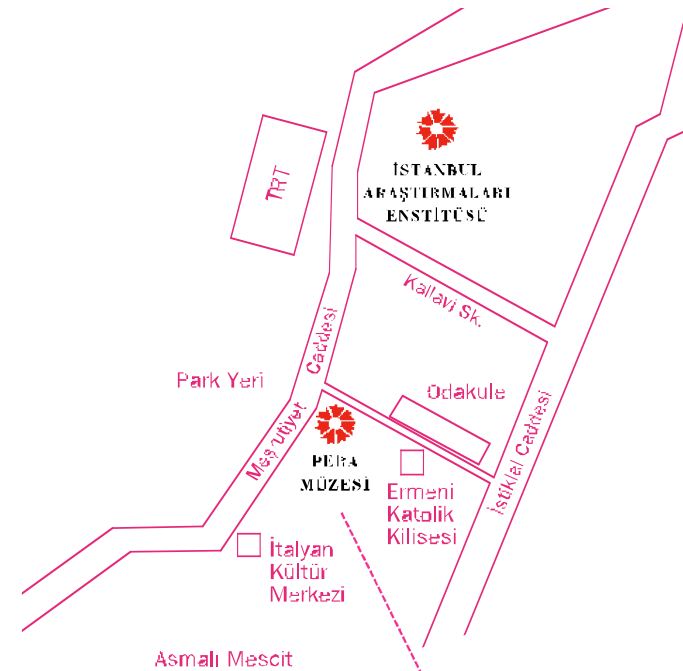 İSTANBUL
ARAŞTIRMALARI
ENSTİTÜSÜ
TRT
Kallavi Sk.
Meşrutiyet Caddesi
Park Yeri
Odakule
İstiklal Caddesi
PERA
MÜZESİ
Ermeni
Katolik
Kilisesi
İtalyan
Kültür
Merkezi
Asmalı Mescit